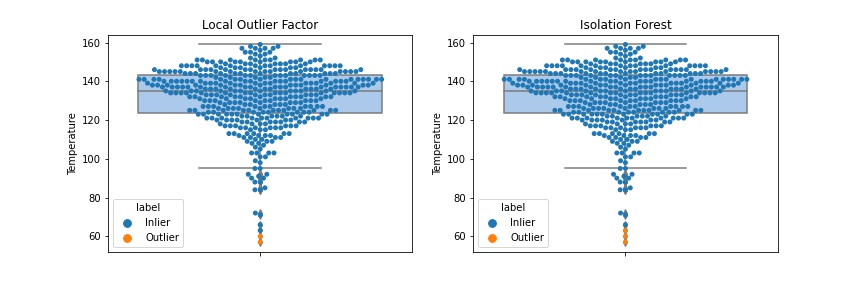 Local Outlier Factor
160
140
120
100
80
60
Temperature
label
Inlier
Outlier
Isolation Forest
160
140
120
100
80
60
Temperature
label
Inlier
Outlier